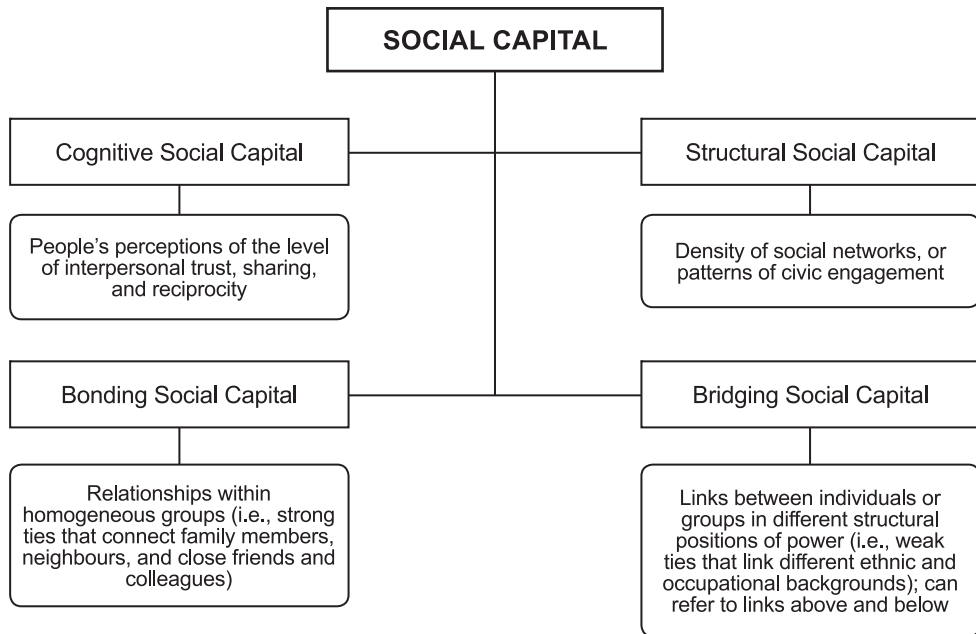 SOCIAL CAPITAL
Cognitive Social Capital
Structural Social Capital
People’s perceptions of the level
of interpersonal trust, sharing,
and reciprocity
Density of social networks, or
patterns of civic engagement
Bonding Social Capital
Bridging Social Capital
Relationships within
homogeneous groups (i.e., strong
ties that connect family members,
neighbours, and close friends and
colleagues)
Links between individuals or
groups in different structural
positions of power (i.e., weak
ties that link different ethnic and
occupational backgrounds); can
refer to links above and below